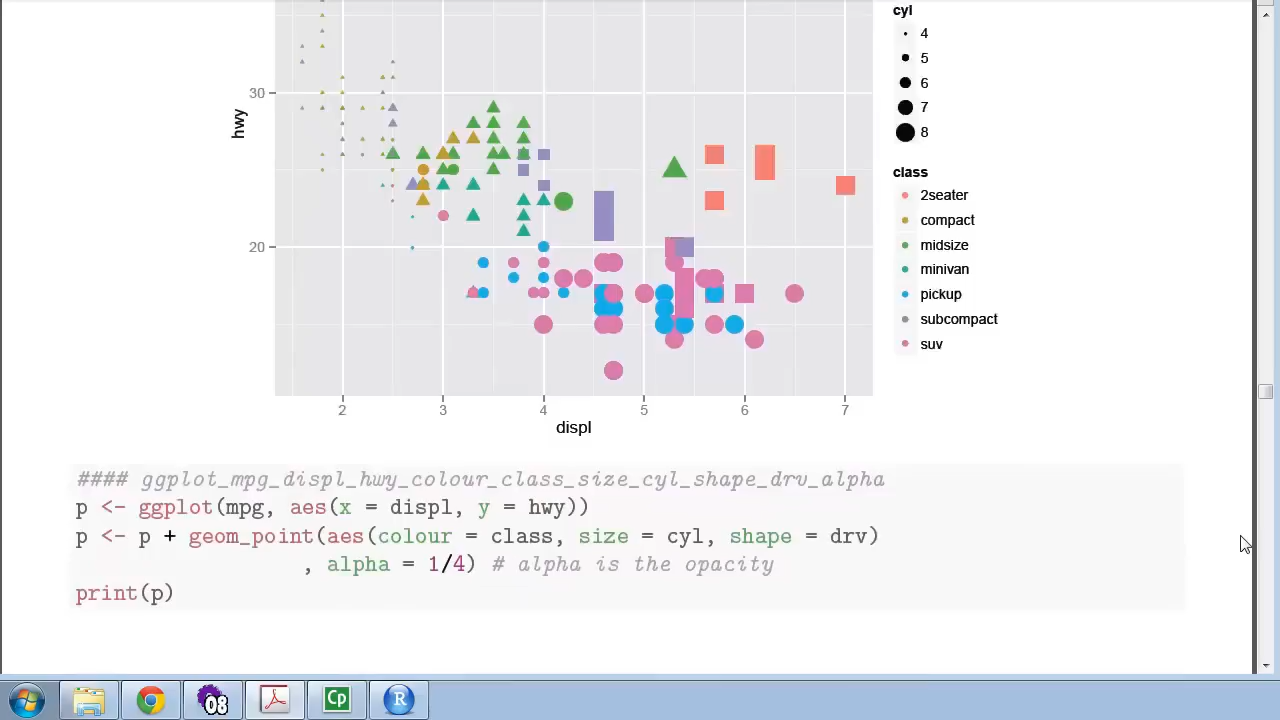 cyl
4
5
6
7
8
class
2seater
compact
midsize
minivan
pickup
subcompact
suv
hwy
30
20
2 3 4 5 6 7
displ
#### ggplot_mpg_displ_hwy_colour_class_size_cyl_shape_drv_alpha
p <- ggplot(mpg, aes(x = displ, y = hwy))
p <- p + geom_point(aes(colour = class, size = cyl, shape = drv)
, alpha = 1/4) # alpha is the opacity
print(p)
08
Cp
R